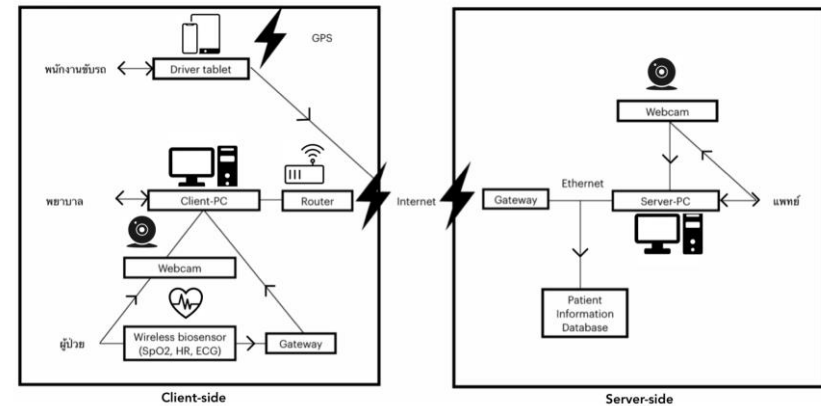 GPS
พนักงานขับรถ
Driver tablet
Webcam
Ethernet
พยาบาล
Client-PC
Router
Internet
Gateway
Server-PC
แพทย์
Webcam
Patient
Information
Database
ผู้ป่วย
Wireless biosensor
(SpO2, HR, ECG)
Gateway
Client-side
Server-side